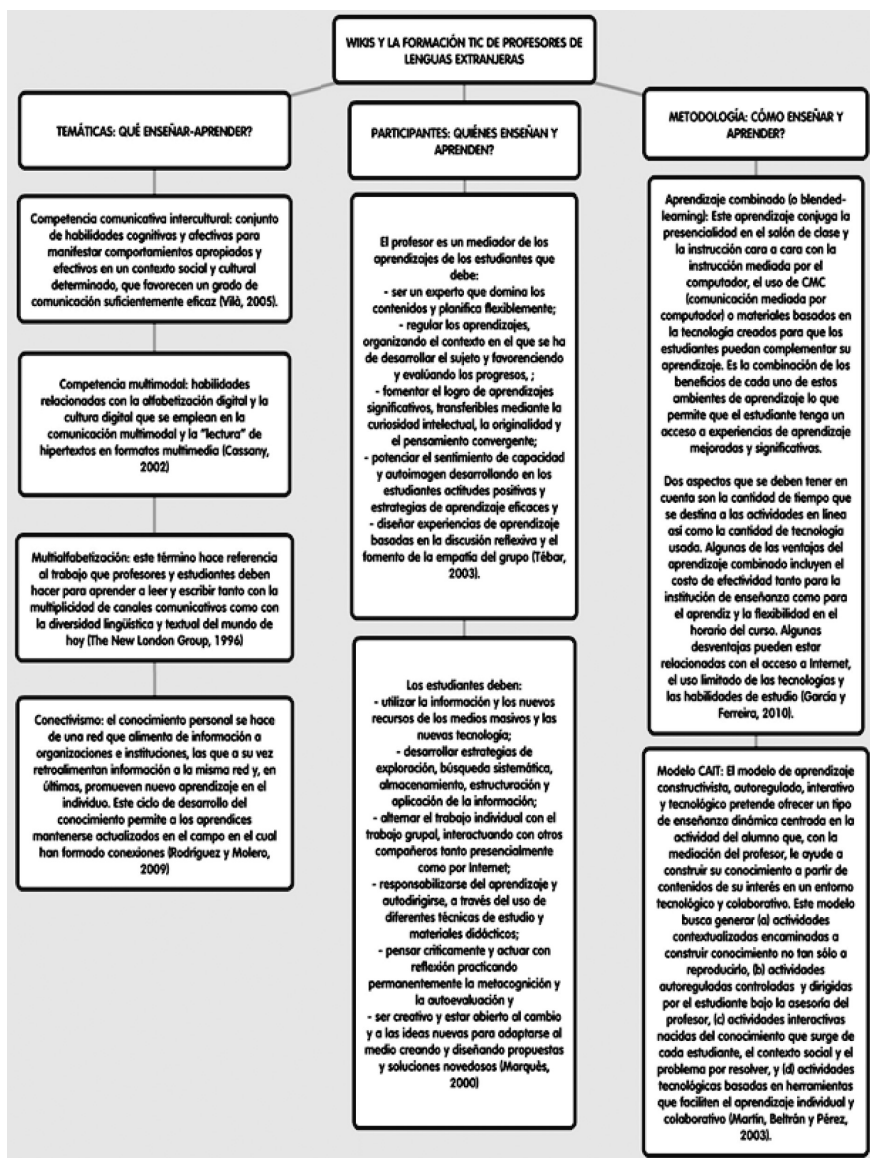 WIKIS Y LA FORMACIÓN TIC DE PROFESORES DE
LENGUAS EXTRANJERAS
TEMÁTICAS: QUÉ ENSEÑAR-APRENDER?
Competencia comunicativa intercultural: conjunto
de habilidades cognitivas y afectivas para
manifestar comportamientos apropiados y
efectivos en un contexto social y cultural
determinado, que favorecen un grado de
comunicación suficientemente eficaz (Vilà, 2005).
Competencia multimodal: habilidades
relacionadas con la alfabetización digital y la
cultura digital que se emplean en la
comunicación multimodal y la "lectura" de
hipertextos en formatos multimedia (Cassany,
2002)
Multialfabetización: este término hace referencia
al trabajo que profesores y estudiantes deben
hacer para aprender a leer y escribir tanto con la
multiplicidad de canales comunicativos como con
la diversidad lingüística y textual del mundo de
hoy (The New London Group, 1996)
Conectivismo: el conocimiento personal se hace
de una red que alimenta de información a
organizaciones e instituciones, las que a su vez
retroalimentan información a la misma red y, en
últimas, promueven nuevo aprendizaje en el
individuo. Este ciclo de desarrollo del
conocimiento permite a los aprendices
mantenerse actualizados en el campo en el cual
han formado conexiones (Rodríguez y Molero,
2009)
PARTICIPANTES: QUIÉNES ENSEÑAN Y
APRENDEN?
El profesor es un mediador de los
aprendizajes de los estudiantes que
debe:
- ser un experto que domina los
contenidos y planifica flexiblemente;
- regular los aprendizajes,
organizando el contexto en el que se ha
de desarrollar el sujeto y favoreciendo
y evalúando los progresos, ;
- fomentar el logro de aprendizajes
significativos, transferibles mediante la
curiosidad intelectual, la originalidad
y el pensamiento convergente;
- potenciar el sentimiento de capacidad
y autoimagen desarrollando en los
estudiantes actitudes positivas y
estrategias de aprendizaje eficaces y
- diseñar experiencias de aprendizaje
basadas en la discusión reflexiva y el
fomento de la empatía del grupo (Tébar,
2003).
Los estudiantes deben:
- utilizar la información y los nuevos
recursos de los medios masivos y las
nuevas tecnología;
- desarrollar estrategias de
exploración, búsqueda sistemática,
almacenamiento, estructuración y
aplicación de la información;
- alternar el trabajo individual con el
trabajo grupal, interactuando con otros
compañeros tanto presencialmente
como por Internet;
- responsabilizarse del aprendizaje y
autodirigirse, a través del uso de
diferentes técnicas de estudio y
materiales didácticos;
- pensar críticamente y actuar con
reflexión practicando
permanentemente la metacognición y
la autoevaluación y
- ser creativo y estar abierto al cambio
y a las ideas nuevas para adaptarse al
medio creando y diseñando propuestas
y soluciones novedosos (Marquès,
2000)
METODOLOGÍA: CÓMO ENSEÑAR Y
APRENDER?
Aprendizaje combinado (o blended-
learning): Este aprendizaje conjuga la
presencialidad en el salón de clase y
la instrucción cara a cara con la
instrucción mediada por el
computador, el uso de CMC
(comunicación mediada por
computador) o materiales basados en
la tecnología creados para que los
estudiantes puedan complementar su
aprendizaje. Es la combinación de los
beneficios de cada uno de estos
ambientes de aprendizaje lo que
permite que el estudiante tenga un
acceso a experiencias de aprendizaje
mejoradas y significativas.
Dos aspectos que se deben tener en
cuenta son la cantidad de tiempo que
se destina a las actividades en línea
así como la cantidad de tecnología
usada. Algunas de las ventajas del
aprendizaje combinado incluyen el
costo de efectividad tanto para la
institución de enseñanza como para
el aprendiz y la flexibilidad en el
horario del curso. Algunas
desventajas pueden estar
relacionadas con el acceso a Internet,
el uso limitado de las tecnologías y
las habilidades de estudio (García y
Ferreira, 2010).
Modelo CAIT: El modelo de aprendizaje
constructivista, autoregulado, interativo
y tecnológico pretende ofrecer un tipo
de enseñanza dinámica centrada en la
actividad del alumno que, con la
mediación del profesor, le ayude a
construir su conocimiento a partir de
contenidos de su interés en un entorno
tecnológico y colaborativo. Este modelo
busca generar (a) actividades
contextualizadas encaminadas a
construir conocimiento no tan sólo a
reproducirlo, (b) actividades
autoreguladas controladas y dirigidas
por el estudiante bajo la asesoría del
profesor, (c) actividades interactivas
nacidas del conocimiento que surge de
cada estudiante, el contexto social y el
problema por resolver, y (d) actividades
tecnológicas basadas en herramientas
que faciliten el aprendizaje individual y
colaborativo (Martín, Beltrán y Pérez,
2003).